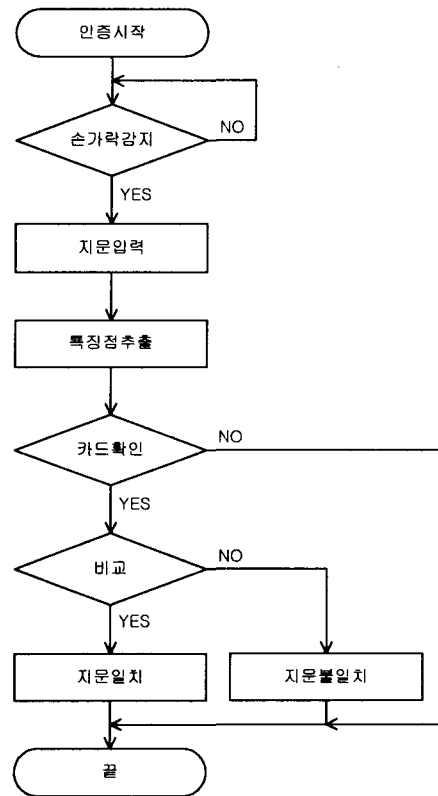 인증시작
손가락감지
NO
YES
지문입력
특징점추출
카드확인
NO
YES
비교
NO
YES
지문일치
지문불일치
끝